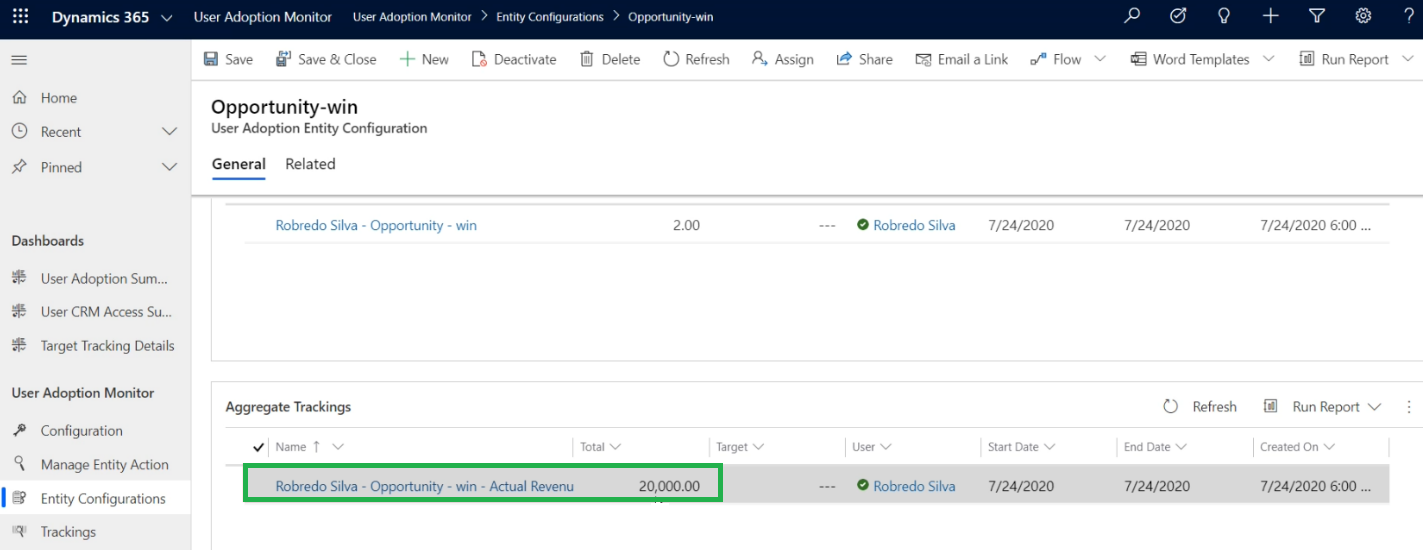 Dynamics 365 User Adoption Monitor User Adoption Monitor > Entity Configurations > Opportunity-win
Save Save & Close New Deactivate Delete Refresh Assign Share Email a Link Flow Word Templates Run Report
Home
Recent
Pinned
Dashboards
User Adoption Sum...
User CRM Access Su...
Target Tracking Details
User Adoption Monitor
Configuration
Manage Entity Action
Entity Configurations
Trackings
Opportunity-win
User Adoption Entity Configuration
General Related
Robredo Silva - Opportunity - win 2.00 --- Robredo Silva 7/24/2020 7/24/2020 7/24/2020 6:00 ...
Aggregate Trackings Refresh Run Report
Name Total Target User Start Date End Date Created On
Robredo Silva - Opportunity - win - Actual Revenu 20,000.00 --- Robredo Silva 7/24/2020 7/24/2020 7/24/2020 6:00 ...